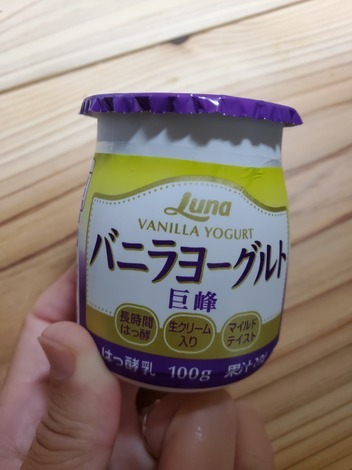 Luna
VANILLA YOGURT
バニラヨーグルト
巨峰
長時間
はっ酵
生クリーム
入り
マイルド
テイスト
はっ酵乳 100g 果汁